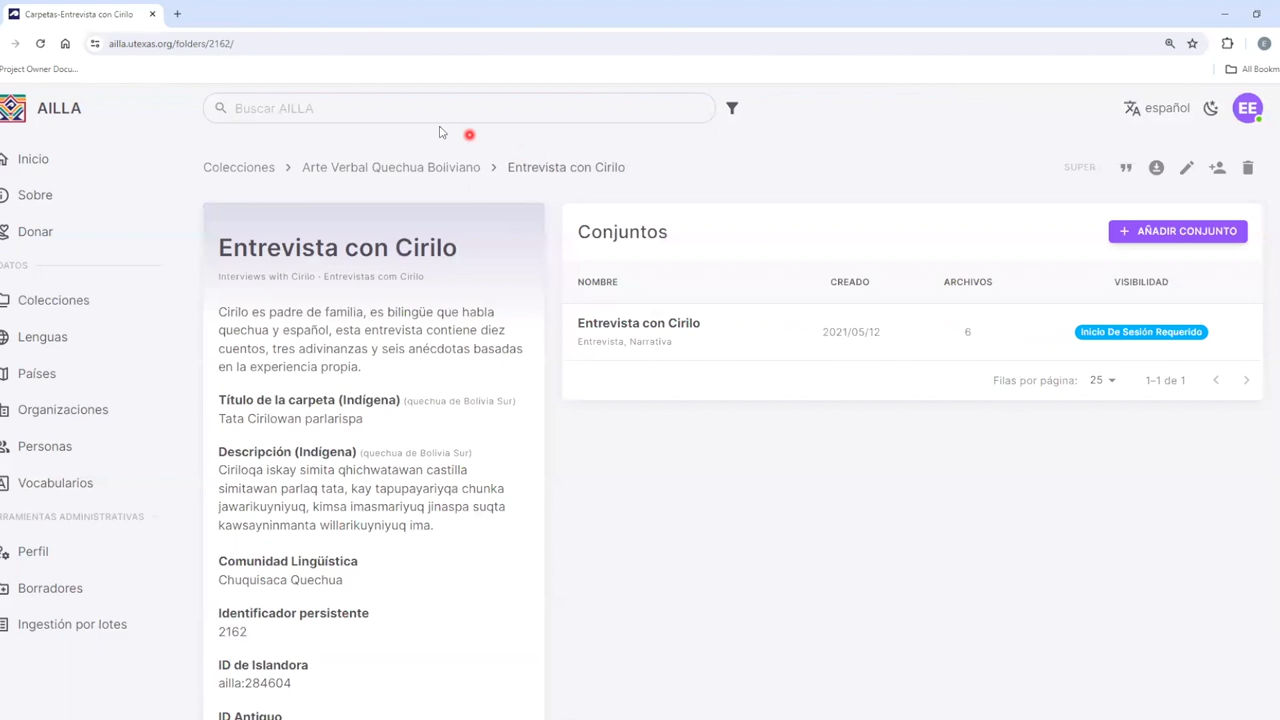 Carpetas-Entrevista con Cirilo
ailla.utexas.org/folders/2162/
Project Owner Docu...
All Bookm
AILLA
Buscar AILLA
español
EE
Inicio
Sobre
Donar
DATOS
Colecciones
Lenguas
Países
Organizaciones
Personas
Vocabularios
RRAMIENTAS ADMINISTRATIVAS
Perfil
Borradores
Ingestión por lotes
Colecciones > Arte Verbal Quechua Boliviano > Entrevista con Cirilo
SUPER
Entrevista con Cirilo
Interviews with Cirilo - Entrevistas com Cirilo
Cirilo es padre de familia, es bilingüe que habla
quechua y español, esta entrevista contiene diez
cuentos, tres adivinanzas y seis anécdotas basadas
en la experiencia propia.
Título de la carpeta (Indígena) (quechua de Bolivia Sur)
Tata Cirilowan parlarispa
Descripción (Indígena) (quechua de Bolivia Sur)
Ciriloqa iskay simita qhichwatawan castilla
simitawan parlaq tata, kay tapupayariyqa chunka
jawarikuyniyuq, kimsa imasmariyuq jinaspa suqta
kawsayninmanta willarikuyniyuq ima.
Comunidad Lingüística
Chuquisaca Quechua
Identificador persistente
2162
ID de Islandora
ailla:284604
ID Antiguo
Conjuntos
+ AÑADIR CONJUNTO
NOMBRE CREADO ARCHIVOS VISIBILIDAD
Entrevista con Cirilo 2021/05/12 6 Inicio De Sesión Requerido
Entrevista, Narrativa
Filas por página: 25 1–1 de 1